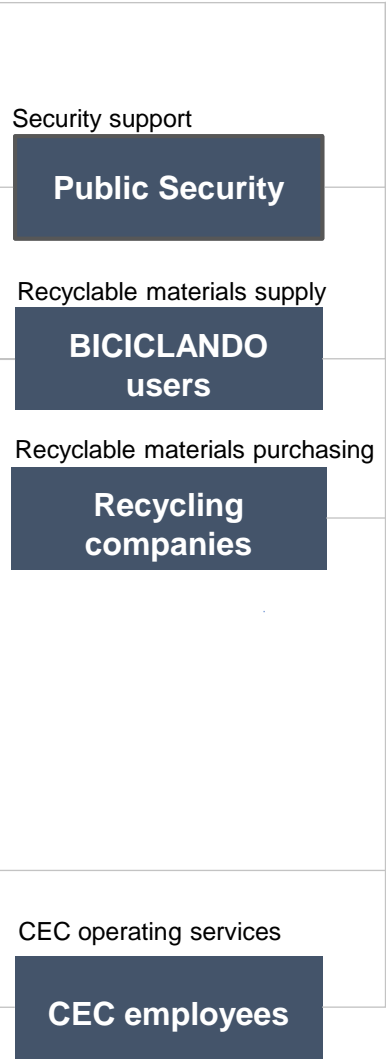 Security support
Public Security
Recyclable materials supply
BICICLANDO
users
Recyclable materials purchasing
Recycling
companies
CEC operating services
CEC employees